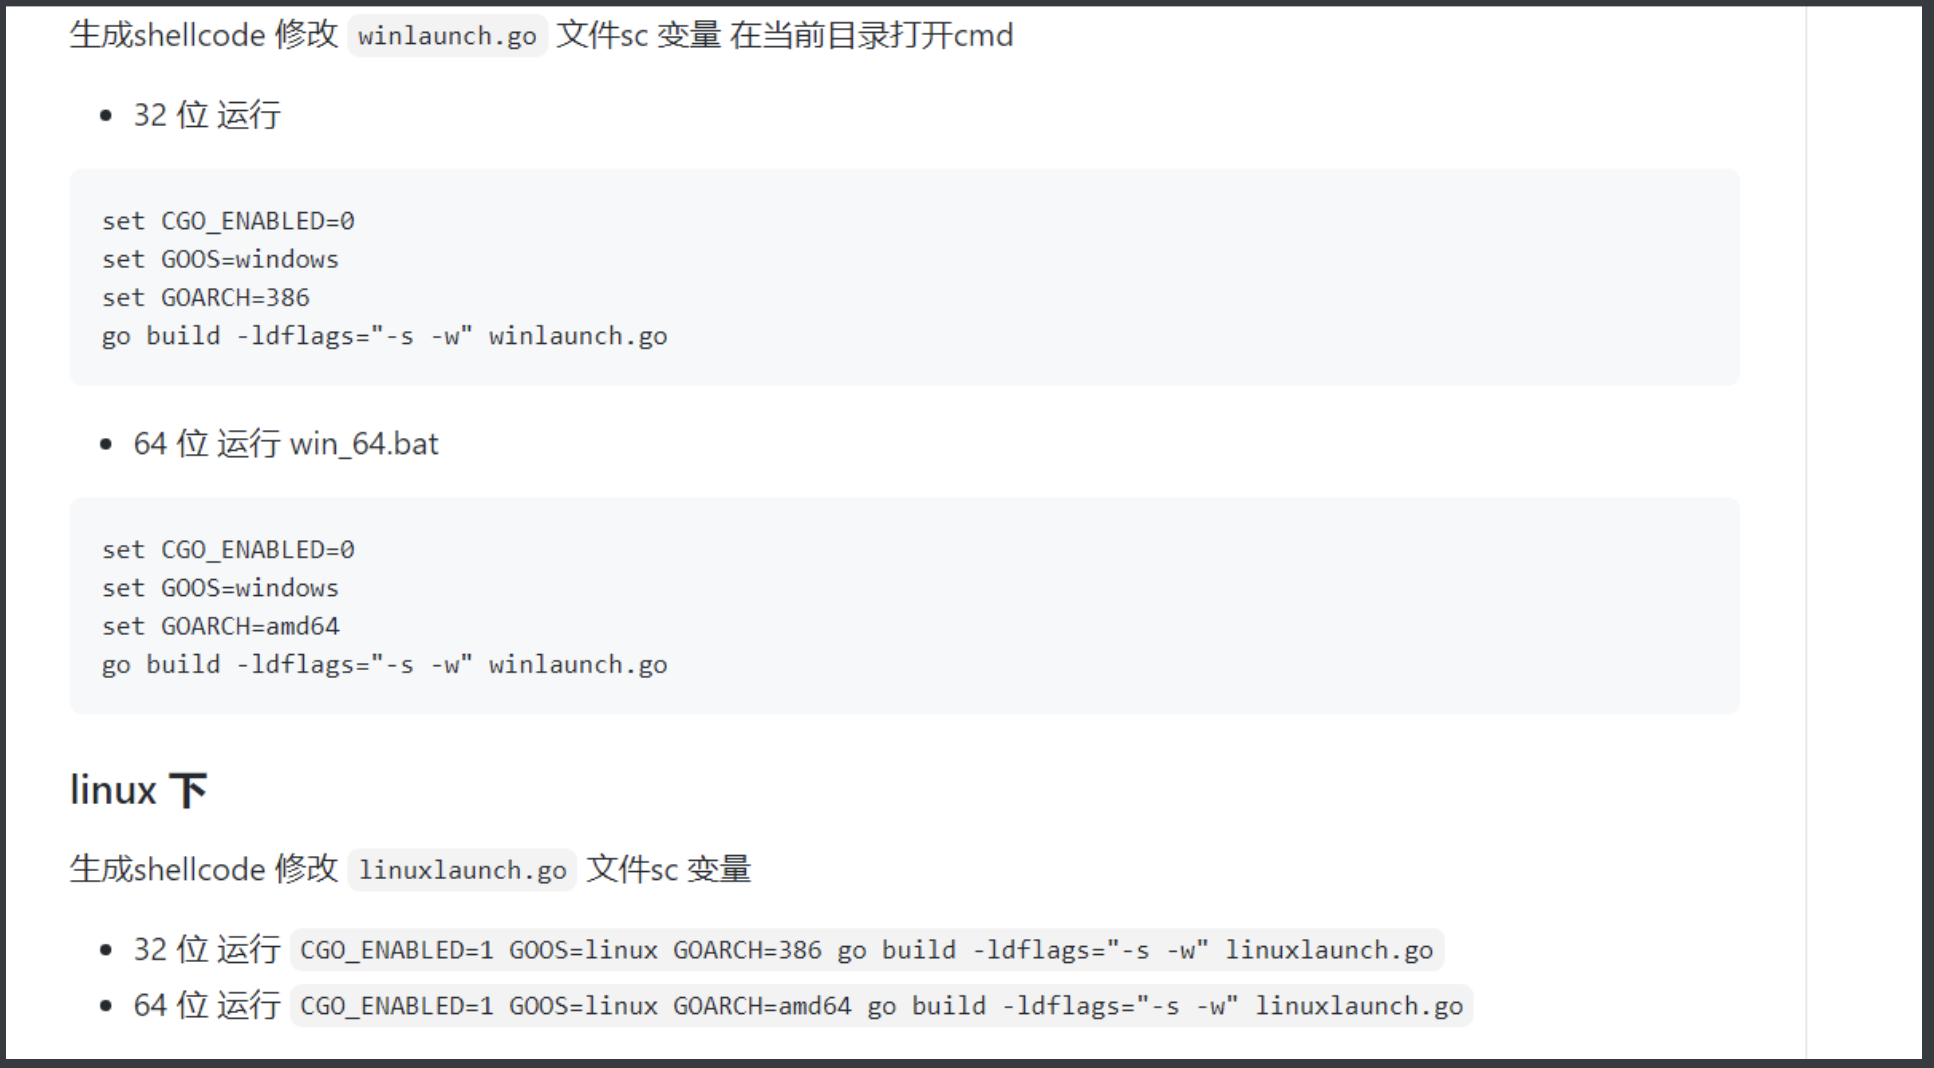 生成shellcode 修改 winlaunch.go 文件sc 变量 在当前目录打开cmd
• 32 位 运行
set CGO_ENABLED=0
set GOOS=windows
set GOARCH=386
go build -ldflags="-s -w" winlaunch.go
• 64 位 运行 win_64.bat
set CGO_ENABLED=0
set GOOS=windows
set GOARCH=amd64
go build -ldflags="-s -w" winlaunch.go
linux 下
生成shellcode 修改 linuxlaunch.go 文件sc 变量
• 32 位 运行 CGO_ENABLED=1 GOOS=linux GOARCH=386 go build -ldflags="-s -w" linuxlaunch.go
• 64 位 运行 CGO_ENABLED=1 GOOS=linux GOARCH=amd64 go build -ldflags="-s -w" linuxlaunch.go